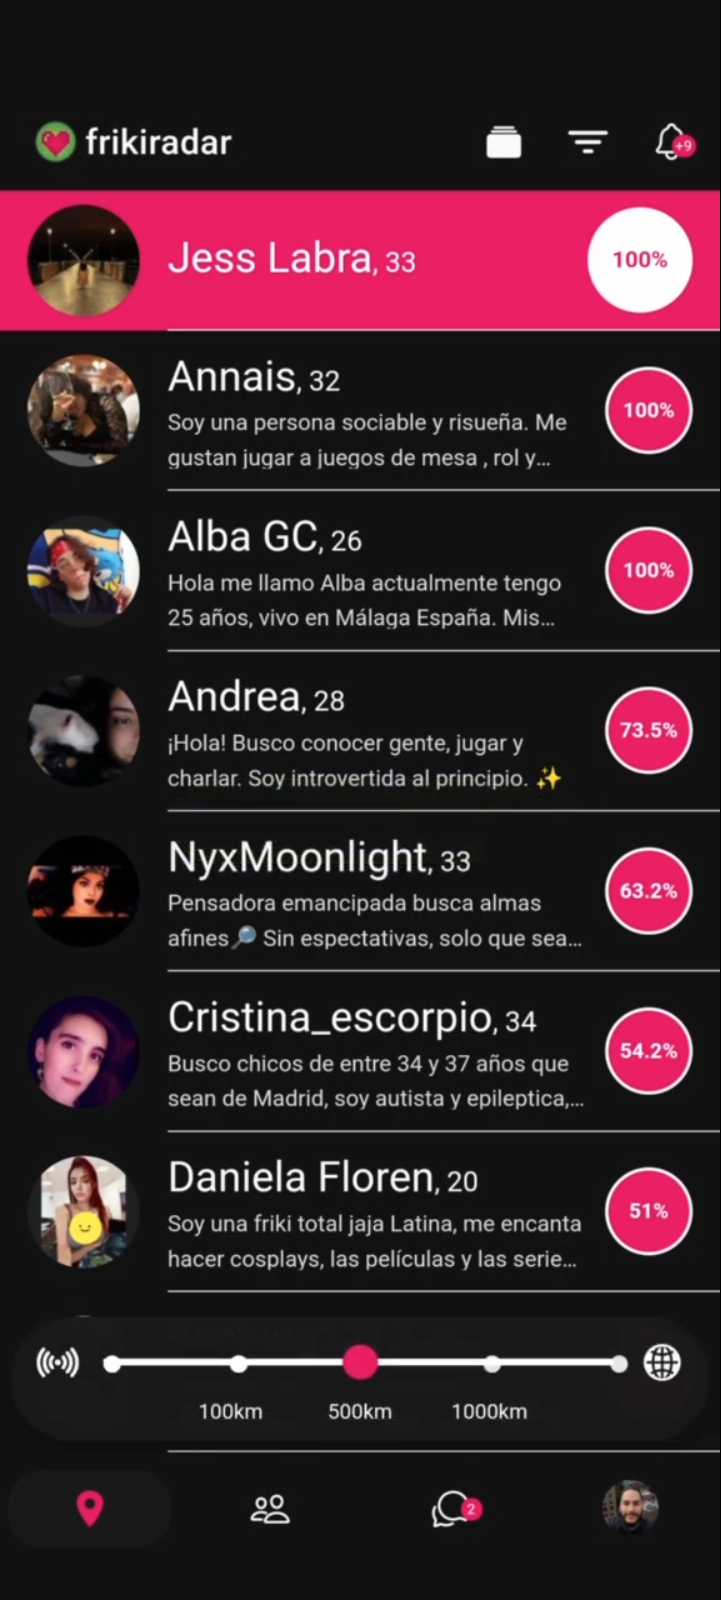 frikiradar
+9
Jess Labra, 33
100%
Annais, 32
Soy una persona sociable y risueña. Me
gustan jugar a juegos de mesa , rol y…
100%
Alba GC, 26
Hola me llamo Alba actualmente tengo
25 años, vivo en Málaga España. Mis…
100%
Andrea, 28
¡Hola! Busco conocer gente, jugar y
charlar. Soy introvertida al principio. ✨
73.5%
NyxMoonlight, 33
Pensadora emancipada busca almas
afines🔎 Sin espectativas, solo que sea…
63.2%
Cristina_escorpio, 34
Busco chicos de entre 34 y 37 años que
sean de Madrid, soy autista y epileptica,…
54.2%
Daniela Floren, 20
Soy una friki total jaja Latina, me encanta
hacer cosplays, las películas y las serie…
51%
100km
500km
1000km
2